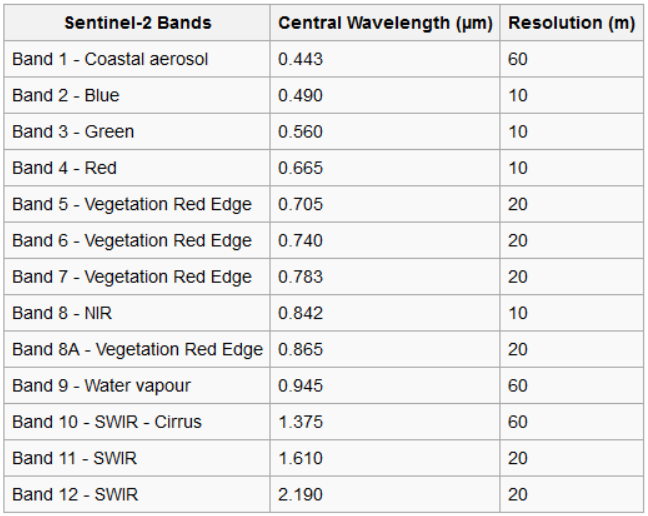 Sentinel-2 Bands Central Wavelength (µm) Resolution (m)
Band 1 - Coastal aerosol 0.443 60
Band 2 - Blue 0.490 10
Band 3 - Green 0.560 10
Band 4 - Red 0.665 10
Band 5 - Vegetation Red Edge 0.705 20
Band 6 - Vegetation Red Edge 0.740 20
Band 7 - Vegetation Red Edge 0.783 20
Band 8 - NIR 0.842 10
Band 8A - Vegetation Red Edge 0.865 20
Band 9 - Water vapour 0.945 60
Band 10 - SWIR - Cirrus 1.375 60
Band 11 - SWIR 1.610 20
Band 12 - SWIR 2.190 20